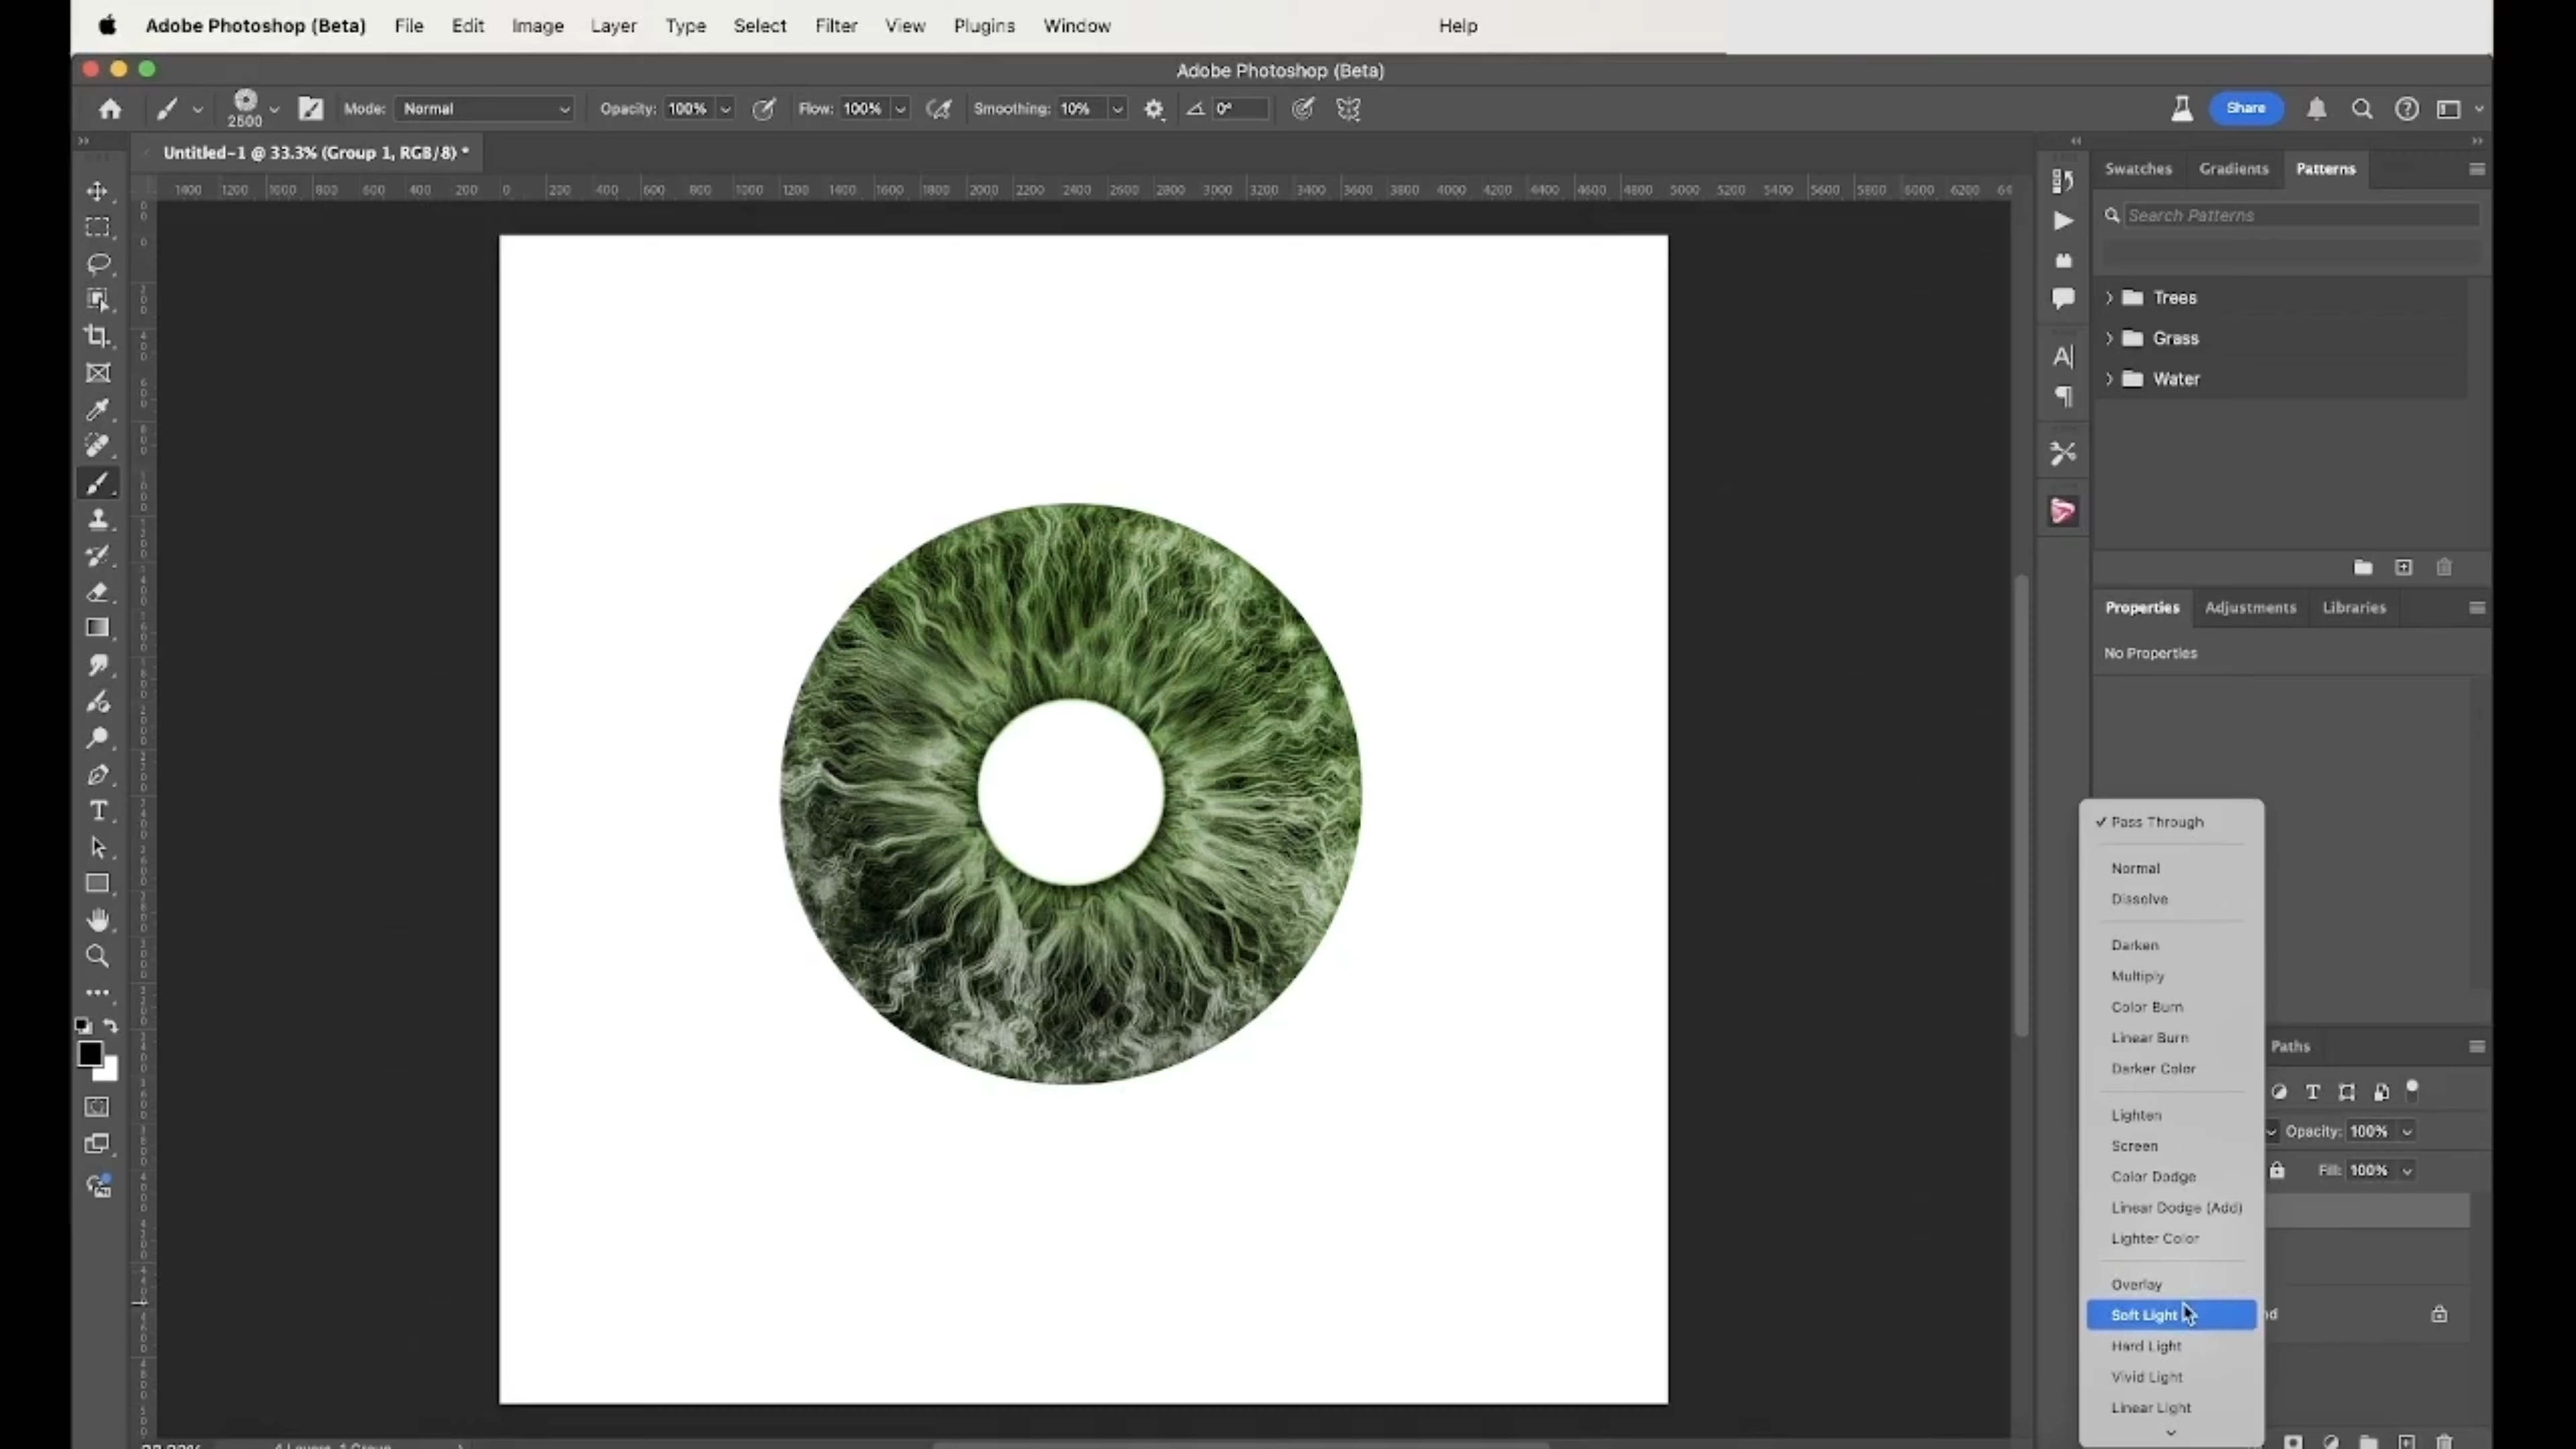 Adobe Photoshop (Beta) File Edit Image Layer Type Select Filter View Plugins Window Help
Adobe Photoshop (Beta)
2500 Mode: Normal Opacity: 100% Flow: 100% Smoothing: 10% 0° Share
Untitled-1 @ 33.3% (Group 1, RGB/8) *
1400 1200 1000 800 600 400 200 0 200 400 600 800 1000 1200 1400 1600 1800 2000 2200 2400 2600 2800 3000 3200 3400 3600 3800 4000 4200 4400 4600 4800 5000 5200 5400 5600 5800 6000 6200
Swatches Gradients Patterns
Search Patterns
Trees
Grass
Water
Properties Adjustments Libraries
No Properties
Pass Through
Normal
Dissolve
Darken
Multiply
Color Burn
Linear Burn
Darker Color
Lighten
Screen
Color Dodge
Linear Dodge (Add)
Lighter Color
Overlay
Soft Light
Hard Light
Vivid Light
Linear Light
Paths
Opacity: 100%
Fill: 100%